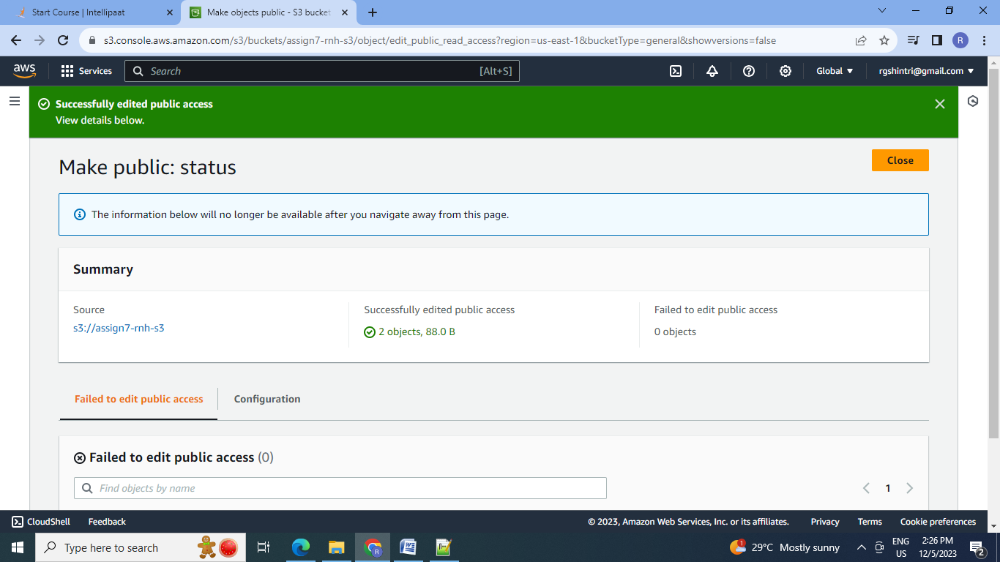 Start Course | Intellipaat
Make objects public - S3 bucket
s3.console.aws.amazon.com/s3/buckets/assign7-rnh-s3/object/edit_public_read_access?region=us-east-1&bucketType=general&showversions=false
R
aws
Services
Search
[Alt+S]
Global
rgshintri@gmail.com
Successfully edited public access
View details below.
Make public: status
Close
The information below will no longer be available after you navigate away from this page.
Summary
Source
s3://assign7-rnh-s3
Successfully edited public access
2 objects, 88.0 B
Failed to edit public access
0 objects
Failed to edit public access
Configuration
Failed to edit public access (0)
Find objects by name
1
CloudShell
Feedback
© 2023, Amazon Web Services, Inc. or its affiliates.
Privacy
Terms
Cookie preferences
Type here to search
1
29°C Mostly sunny
ENG
US
2:26 PM
12/5/2023
2